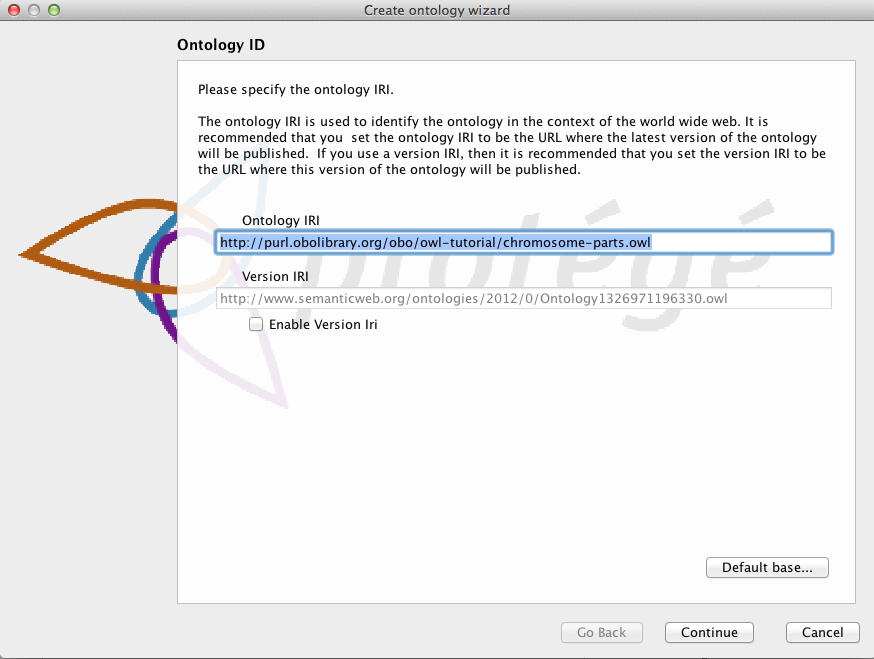 Create ontology wizard
Ontology ID
Please specify the ontology IRI.
The ontology IRI is used to identify the ontology in the context of the world wide web. It is
recommended that you  set the ontology IRI to be the URL where the latest version of the ontology
will be published.  If you use a version IRI, then it is recommended that you set the version IRI to be
the URL where this version of the ontology will be published.
Ontology IRI
http://purl.obolibrary.org/obo/owl-tutorial/chromosome-parts.owl
protégé
Version IRI
http://www.semanticweb.org/ontologies/2012/0/Ontology1326971196330.owl
Enable Version Iri
Default base...
Go Back Continue Cancel